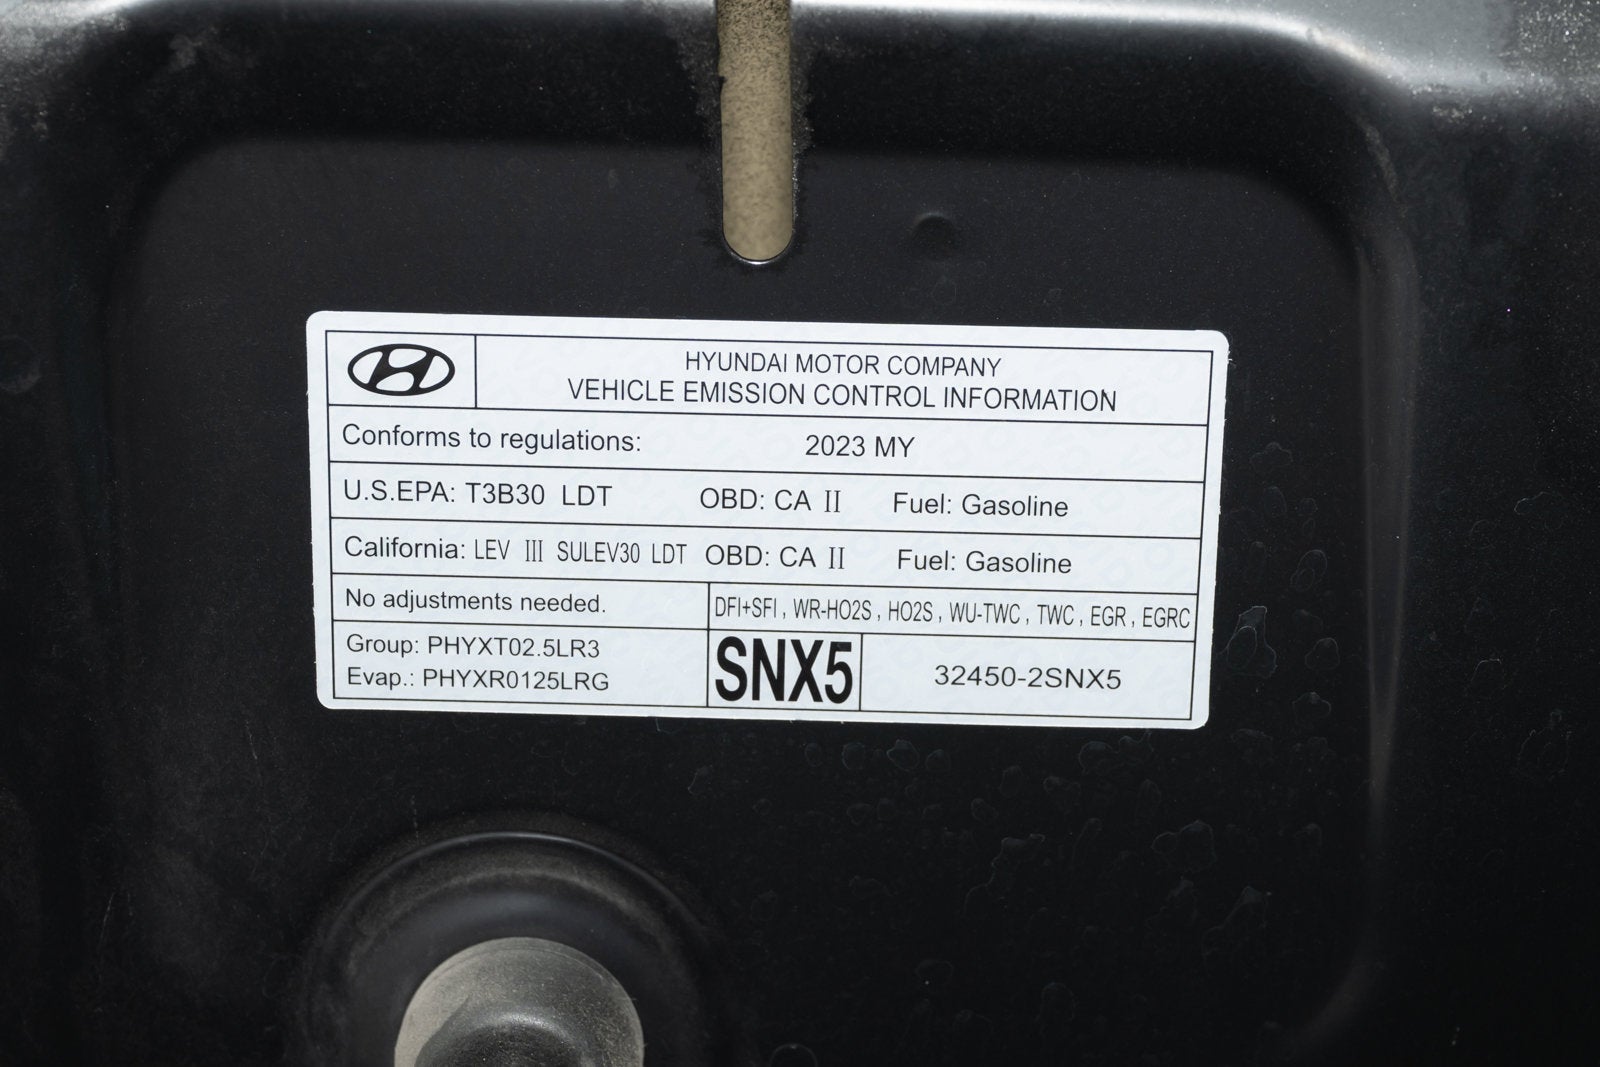 HYUNDAI MOTOR COMPANY
VEHICLE EMISSION CONTROL INFORMATION
Conforms to regulations: 2023 MY
U.S.EPA: T3B30 LDT OBD: CA II Fuel: Gasoline
California: LEV III SULEV30 LDT OBD: CA II Fuel: Gasoline
No adjustments needed.
DFI+SFI , WR-HO2S , HO2S , WU-TWC , TWC , EGR , EGRC
Group: PHYXT02.5LR3
Evap.: PHYXR0125LRG
SNX5
32450-2SNX5